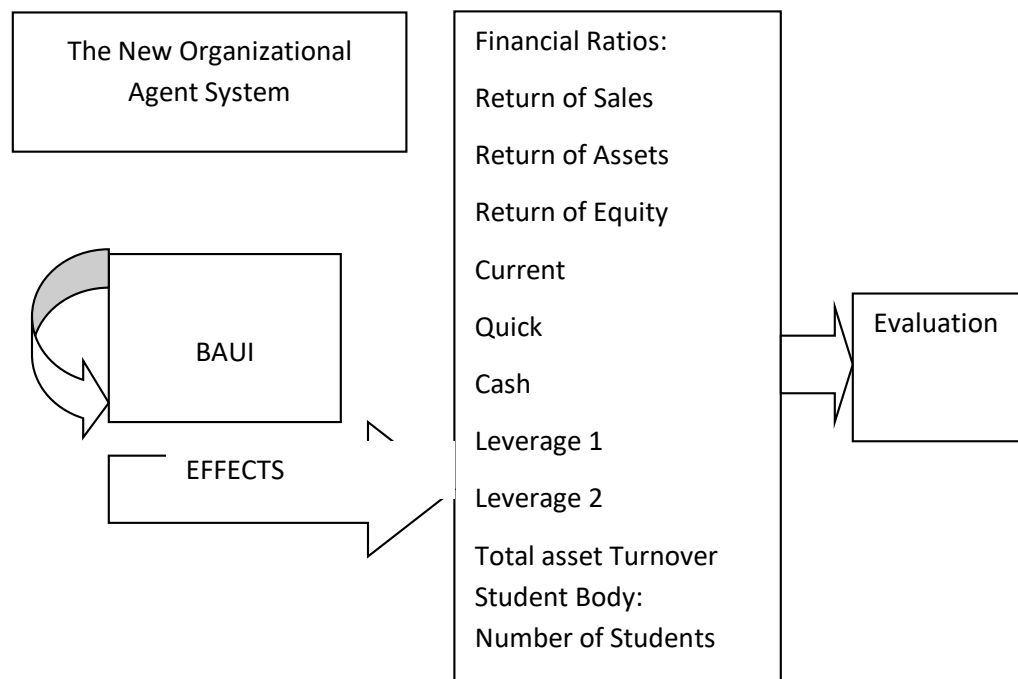 The New Organizational
Agent System
BAUI
EFFECTS
Financial Ratios:
Return of Sales
Return of Assets
Return of Equity
Current
Quick
Cash
Leverage 1
Leverage 2
Total asset Turnover
Student Body:
Number of Students
Evaluation